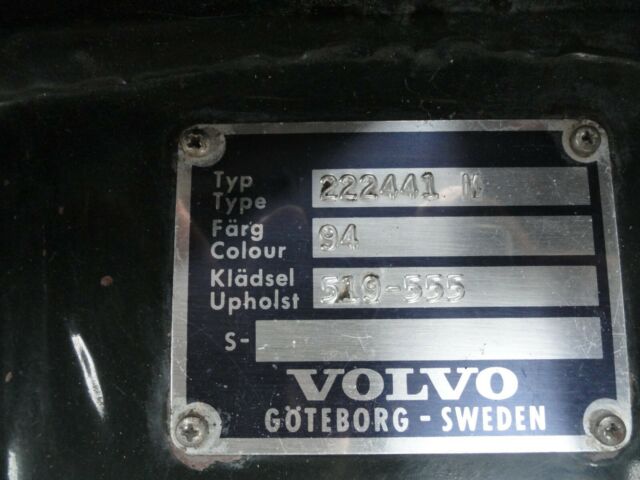 Typ
Type 222441 M
Färg
Colour 94
Klädsel
Upholst 519-555
S-
VOLVO
GÖTEBORG - SWEDEN